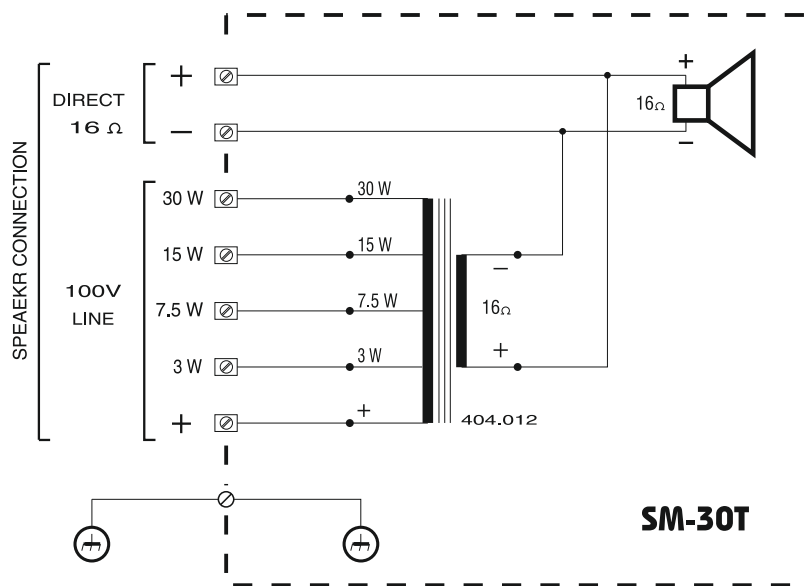 SPEAEKR CONNECTION
DIRECT
16 Ω
+
−
+
16Ω
−
100V
LINE
30 W
30 W
15 W
15 W
7.5 W
7.5 W
3 W
3 W
+
+
−
16Ω
+
404.012
SM-30T